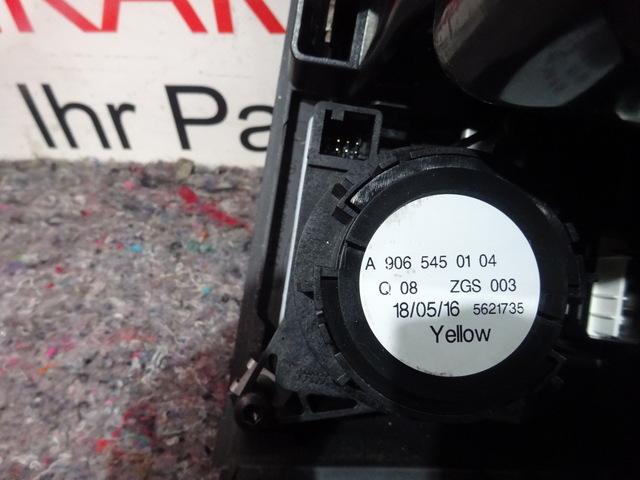 Ihr Pa
A 906 545 01 04
Q 08 ZGS 003
18/05/16 5621735
Yellow